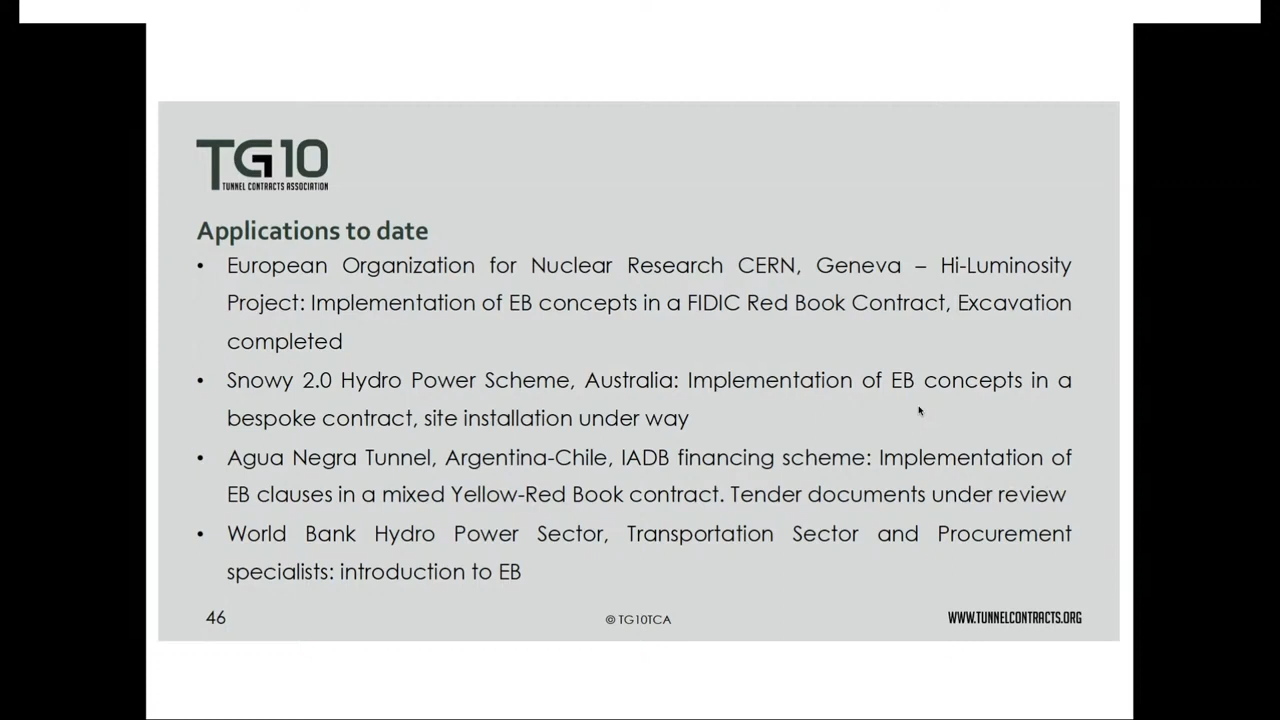 TG10
TUNNEL CONTRACTS ASSOCIATION
Applications to date
• European Organization for Nuclear Research CERN, Geneva – Hi-Luminosity
Project: Implementation of EB concepts in a FIDIC Red Book Contract, Excavation
completed
• Snowy 2.0 Hydro Power Scheme, Australia: Implementation of EB concepts in a
bespoke contract, site installation under way
• Agua Negra Tunnel, Argentina-Chile, IADB financing scheme: Implementation of
EB clauses in a mixed Yellow-Red Book contract. Tender documents under review
• World Bank Hydro Power Sector, Transportation Sector and Procurement
specialists: introduction to EB
46
© TG10TCA
WWW.TUNNELCONTRACTS.ORG